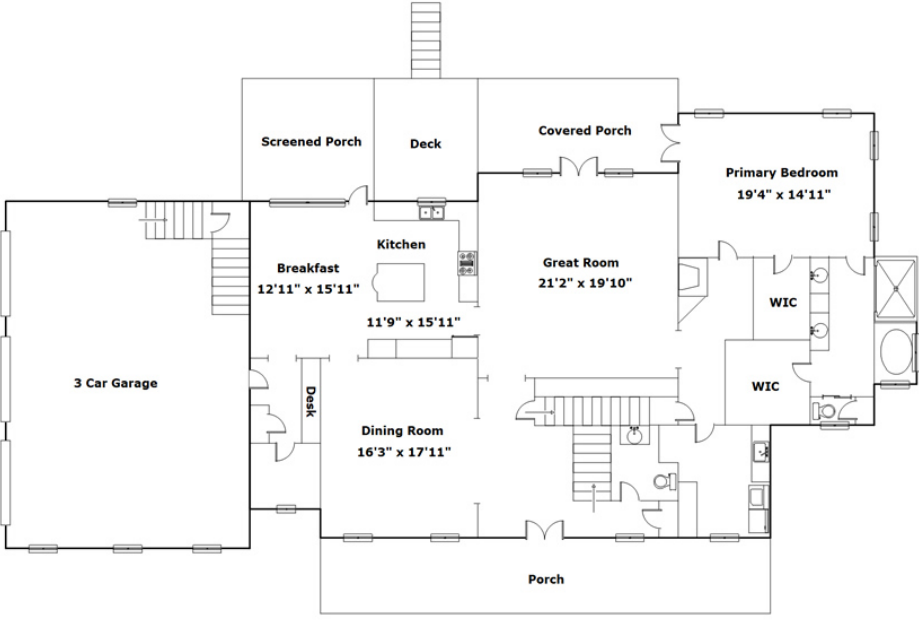 Screened Porch
Deck
Covered Porch
Primary Bedroom
19'4" x 14'11"
Kitchen
Breakfast
12'11" x 15'11"
Great Room
21'2" x 19'10"
WIC
11'9" x 15'11"
3 Car Garage
Desk
WIC
Dining Room
16'3" x 17'11"
Porch